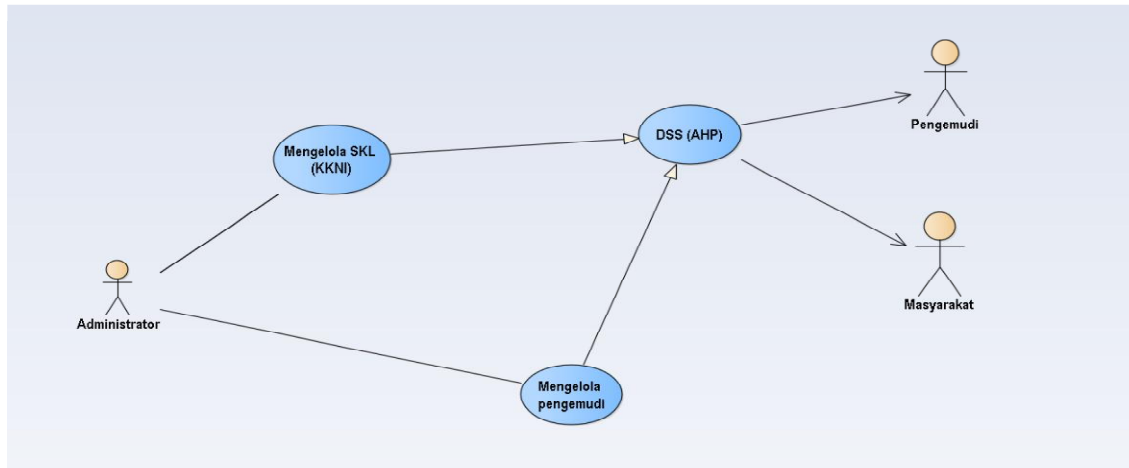 Pengemudi
DSS (AHP)
Mengelola SKL
(KKNI)
Masyarakat
Administrator
Mengelola
pengemudi